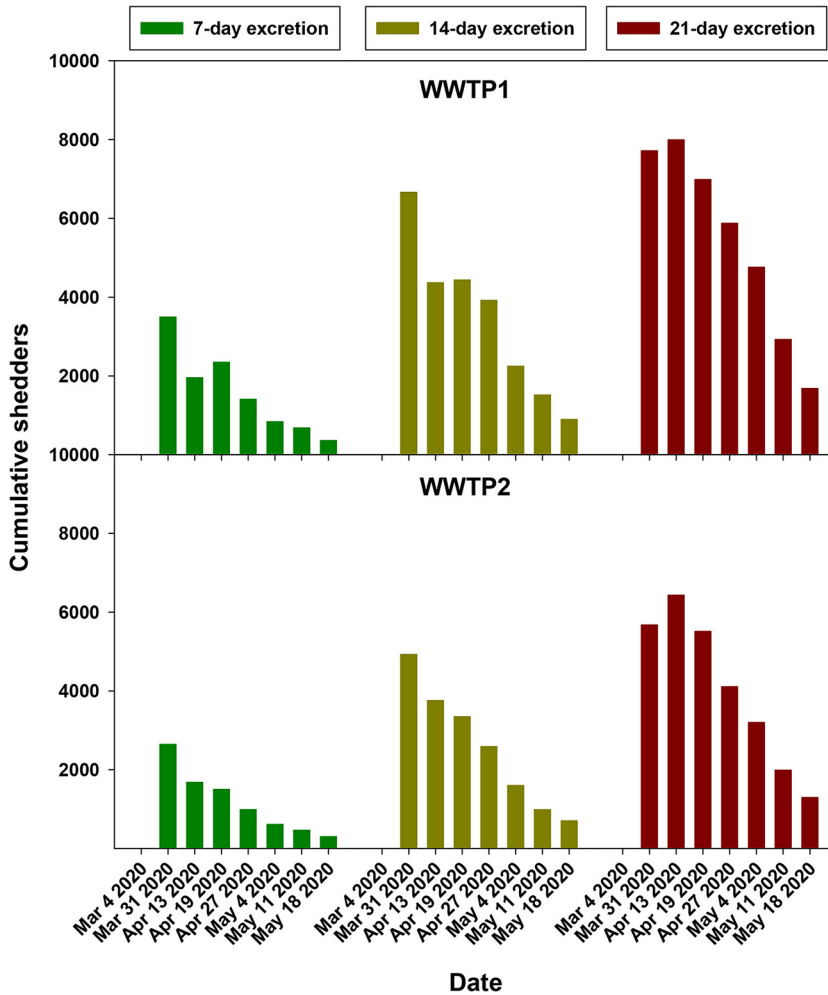 7-day excretion 14-day excretion 21-day excretion
WWTP1
10000
8000
6000
4000
2000
10000
WWTP2
8000
6000
4000
2000
Cumulative shedders
Mar 4 2020 Mar 31 2020 Apr 13 2020 Apr 19 2020 Apr 27 2020 May 4 2020 May 11 2020 May 18 2020 Mar 4 2020 Mar 31 2020 Apr 13 2020 Apr 19 2020 Apr 27 2020 May 4 2020 May 11 2020 May 18 2020 Mar 4 2020 Mar 31 2020 Apr 13 2020 Apr 19 2020 Apr 27 2020 May 4 2020 May 11 2020 May 18 2020
Date